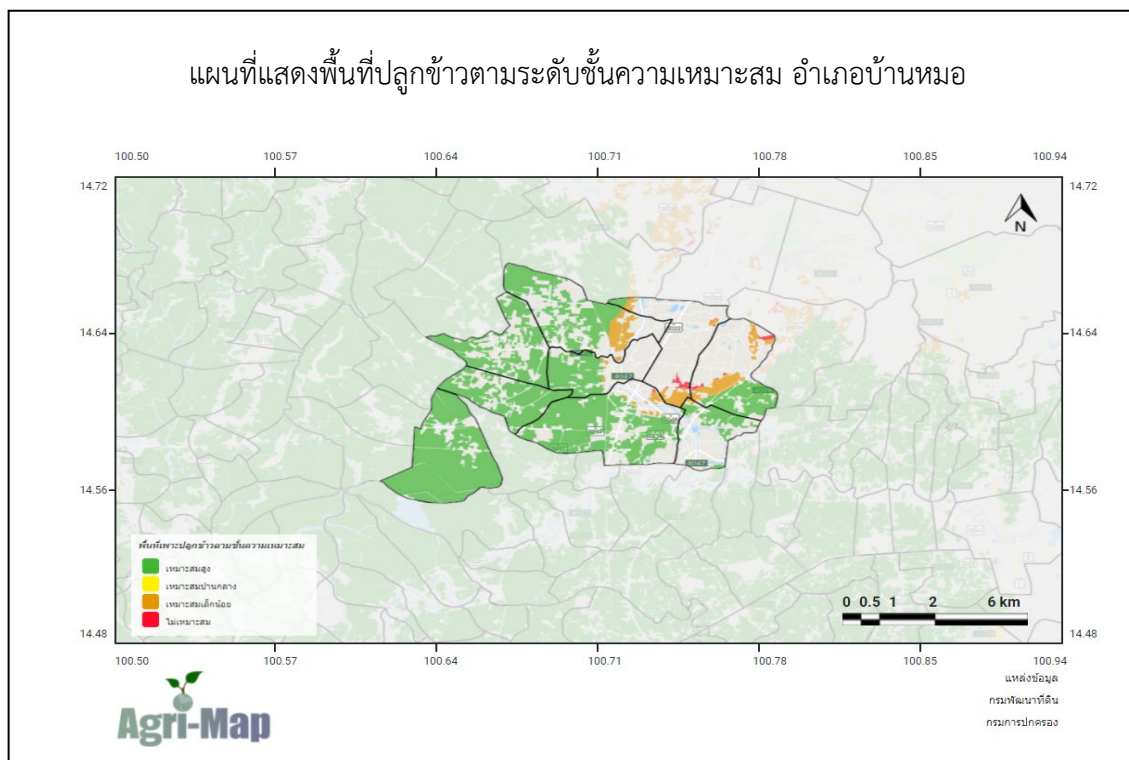 แผนที่แสดงพื้นที่ปลูกข้าวตามระดับชั้นความเหมาะสม อำเภอบ้านหมอ
100.50 100.57 100.64 100.71 100.78 100.85 100.94
14.72 14.72
N
14.64 14.64
14.56 14.56
พื้นที่เพาะปลูกข้าวตามชั้นความเหมาะสม
เหมาะสมสูง
เหมาะสมปานกลาง
เหมาะสมเล็กน้อย
ไม่เหมาะสม
0 0.5 1 2 6 km
14.48 14.48
100.50 100.57 100.64 100.71 100.78 100.85 100.94
แหล่งข้อมูล
กรมพัฒนาที่ดิน
กรมการปกครอง
Agri-Map